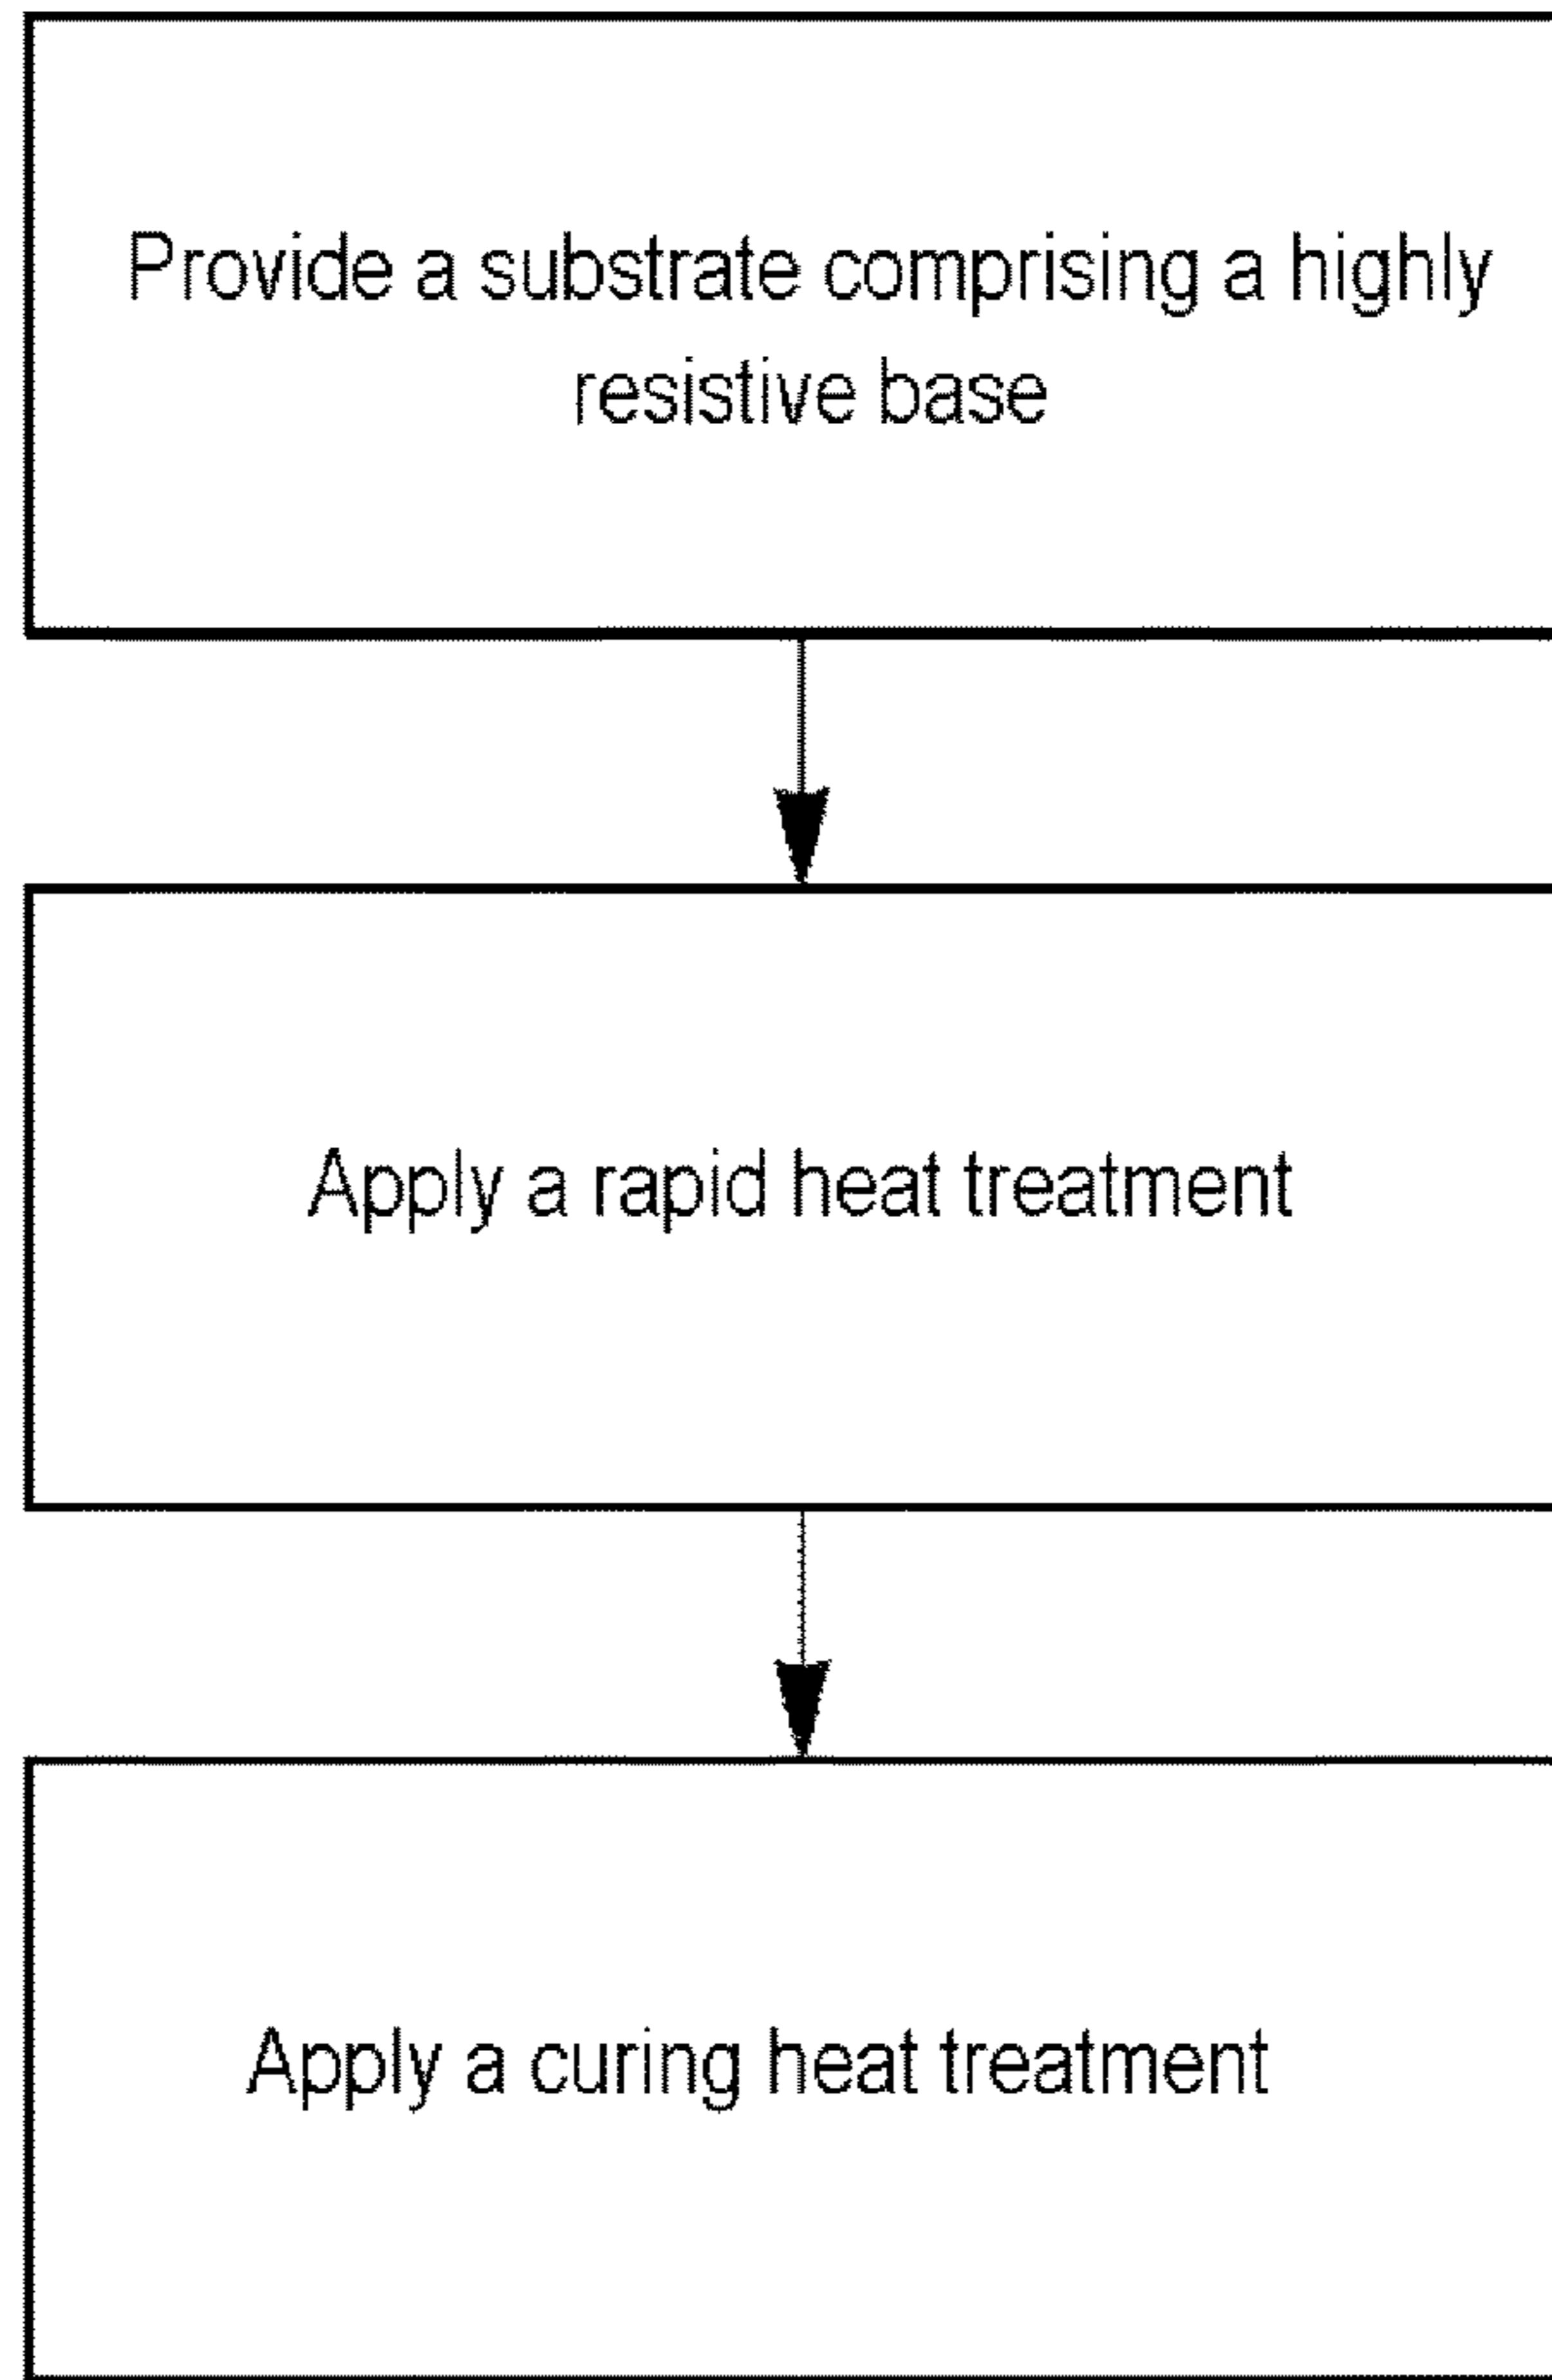 Provide a substrate comprising a highly
resistive base
Apply a rapid heat treatment
Apply a curing heat treatment